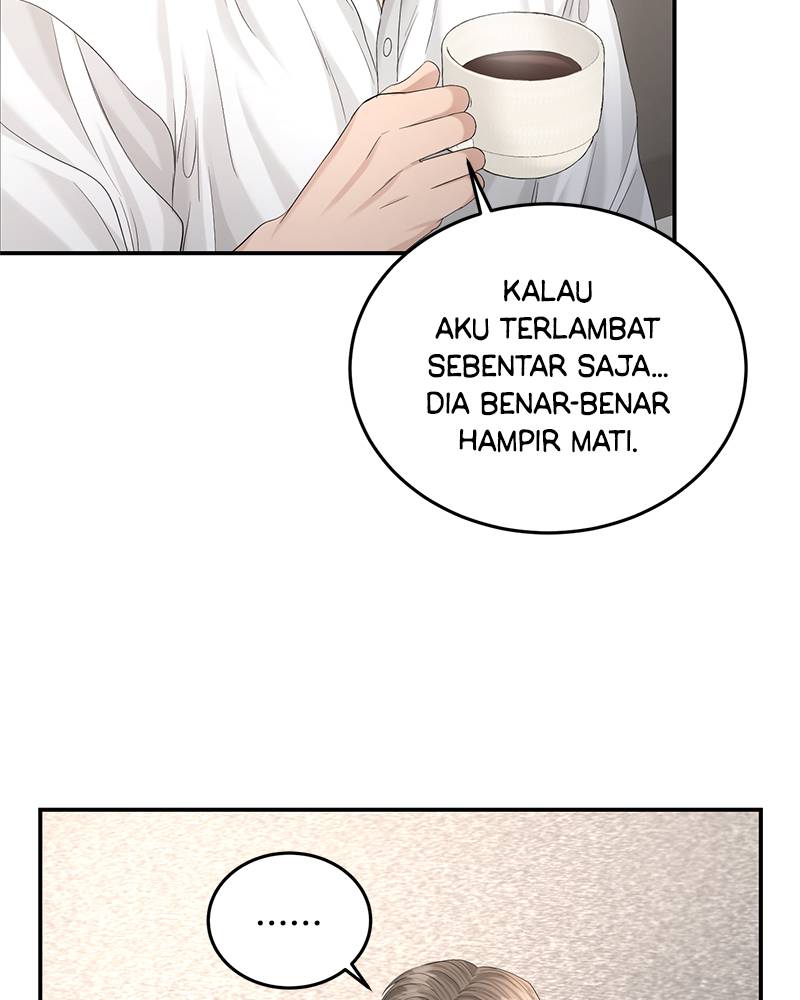 KALAU
AKU TERLAMBAT
SEBENTAR SAJA...
DIA BENAR-BENAR
HAMPIR MATI.
......